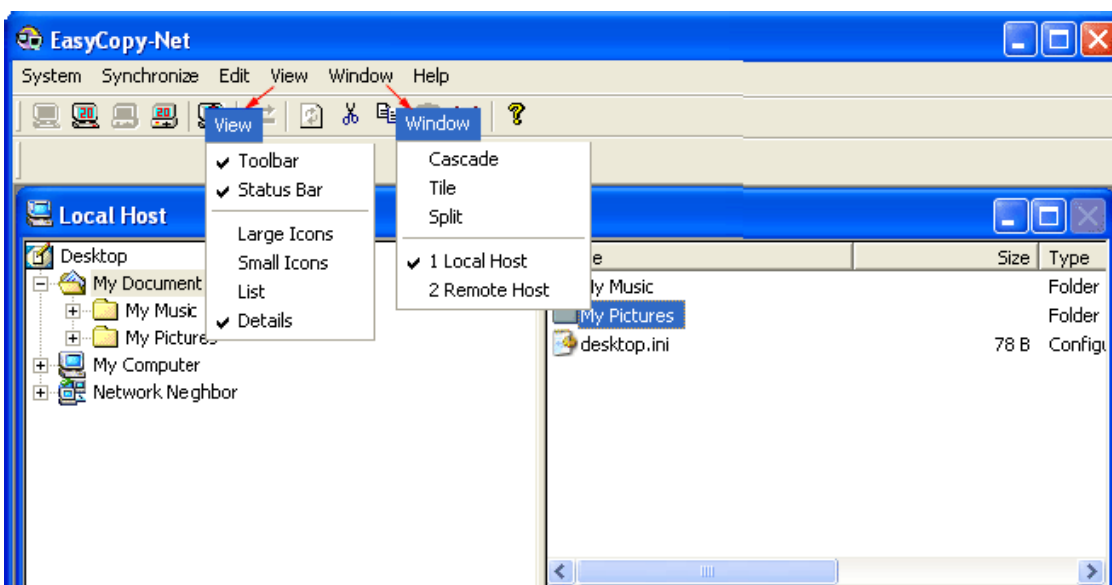 EasyCopy-Net
System Synchronize Edit View Window Help
View
Toolbar
Status Bar
Large Icons
Small Icons
List
Details
Window
Cascade
Tile
Split
1 Local Host
2 Remote Host
Local Host
Desktop
My Document
My Music
My Pictures
My Computer
Network Neghbor
e Size Type
My Music Folder
My Pictures Folder
desktop.ini 78 B Configu